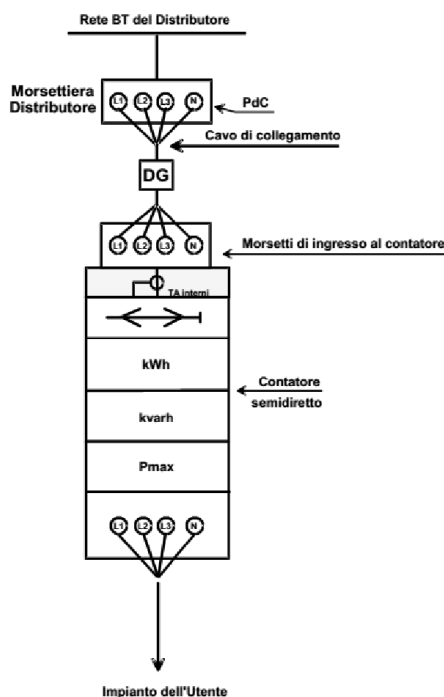 Rete BT del Distributore
Morsettiera
Distributore
L1 L2 L3 N
PdC
Cavo di collegamento
DG
L1 L2 L3 N
Morsetti di ingresso al contatore
TA interni
kWh
Contatore
semidiretto
kvarh
Pmax
L1 L2 L3 N
Impianto dell'Utente